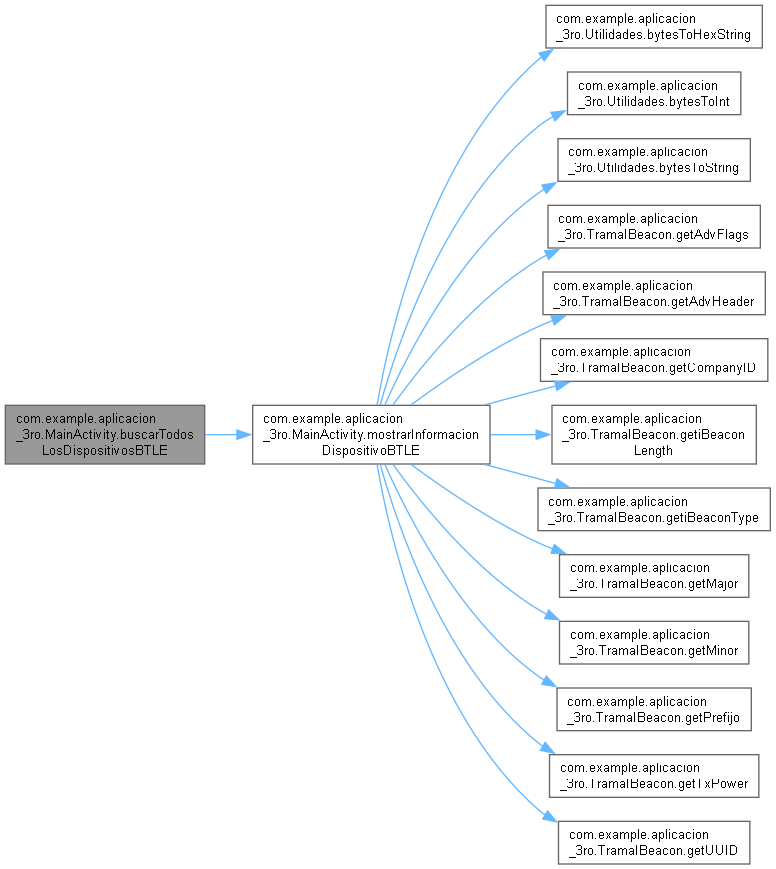 com.example.aplicacion
_3ro.Utilidades.bytesToHexString
com.example.aplicacion
_3ro.Utilidades.bytesToInt
com.example.aplicacion
_3ro.Utilidades.bytesToString
com.example.aplicacion
_3ro.TramaIBeacon.getAdvFlags
com.example.aplicacion
_3ro.TramaIBeacon.getAdvHeader
com.example.aplicacion
_3ro.TramaIBeacon.getCompanyID
com.example.aplicacion
_3ro.MainActivity.buscarTodos
LosDispositivosBTLE
com.example.aplicacion
_3ro.MainActivity.mostrarInformacion
DispositivoBTLE
com.example.aplicacion
_3ro.TramaIBeacon.getiBeacon
Length
com.example.aplicacion
_3ro.TramaIBeacon.getiBeaconType
com.example.aplicacion
_3ro.TramaIBeacon.getMajor
com.example.aplicacion
_3ro.TramaIBeacon.getMinor
com.example.aplicacion
_3ro.TramaIBeacon.getPrefijo
com.example.aplicacion
_3ro.TramaIBeacon.getTxPower
com.example.aplicacion
_3ro.TramaIBeacon.getUUID